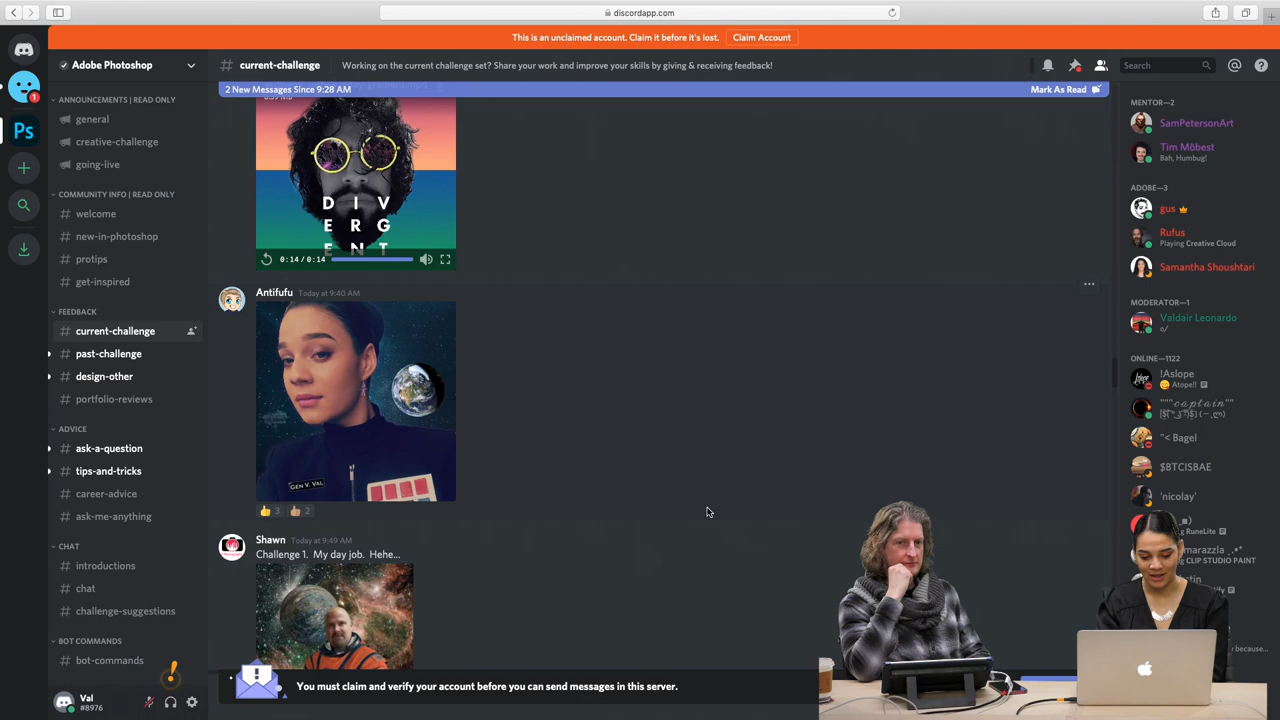 discordapp.com
This is an unclaimed account. Claim it before it's lost.
Claim Account
Adobe Photoshop
# current-challenge
Working on the current challenge set? Share your work and improve your skills by giving & receiving feedback!
Search
2 New Messages Since 9:28 AM
Mark As Read
1
Ps
ANNOUNCEMENTS | READ ONLY
general
creative-challenge
going-live
COMMUNITY INFO | READ ONLY
# welcome
# new-in-photoshop
# protips
# get-inspired
FEEDBACK
# current-challenge
# past-challenge
# design-other
# portfolio-reviews
ADVICE
# ask-a-question
# tips-and-tricks
# career-advice
# ask-me-anything
CHAT
# introductions
# chat
# challenge-suggestions
BOT COMMANDS
# bot-commands
Val
#8976
D I V
E R G
E N T
0:14 / 0:14
Antifufu Today at 9:40 AM
GEN V. VAL
3
2
Shawn Today at 9:49 AM
Challenge 1. My day job. Hehe...
You must claim and verify your account before you can send messages in this server.
MENTOR—2
SamPetersonArt
Tim Möbest
Bah, Humbug!
ADOBE—3
gus
Rufus
Playing Creative Cloud
Samantha Shoushtari
MODERATOR—1
Valdair Leonardo
o/
ONLINE—1122
!Aslope
Atope!!
"< Bagel
$BTCISBAE
'nicolay'
RuneLite
CLIP STUDIO PAINT
because...